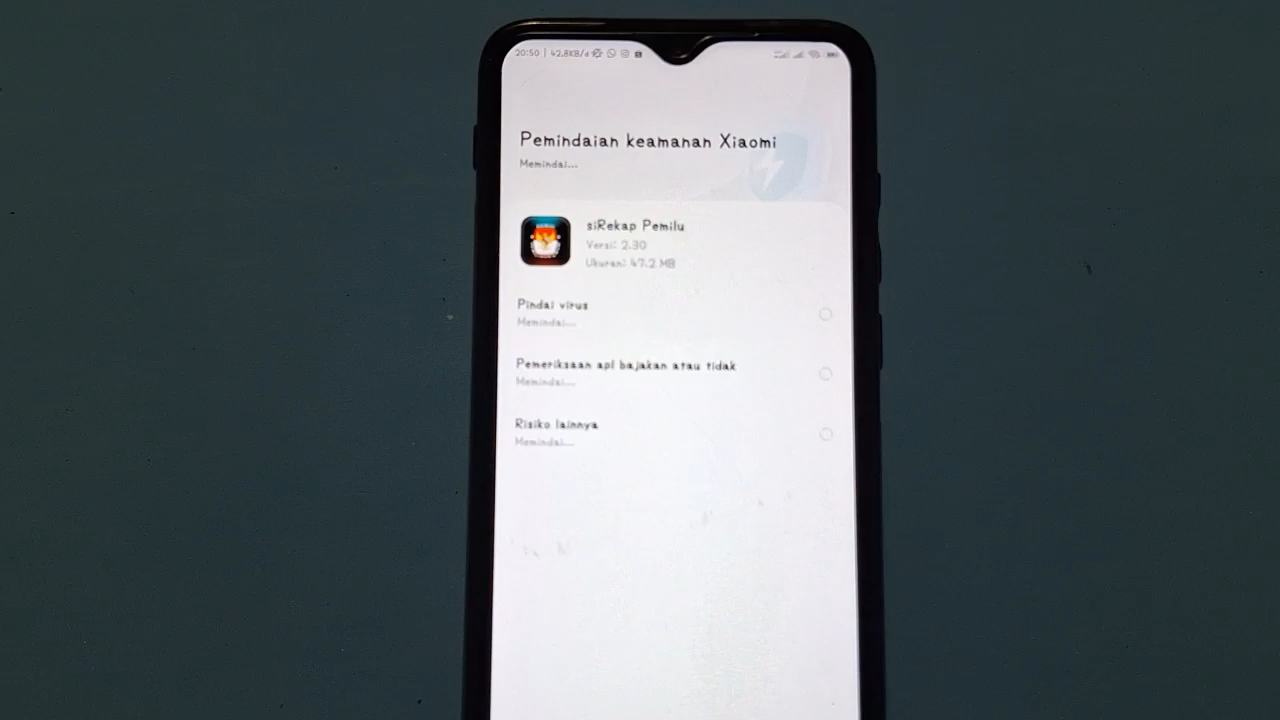 20:50 | 42,8KB/d
Pemindaian keamanan Xiaomi
Memindai...
siRekap Pemilu
Versi: 2.30
Ukuran: 47.2 MB
Pindai virus
Memindai...
Pemeriksaan apl bajakan atau tidak
Memindai...
Risiko lainnya
Memindai...